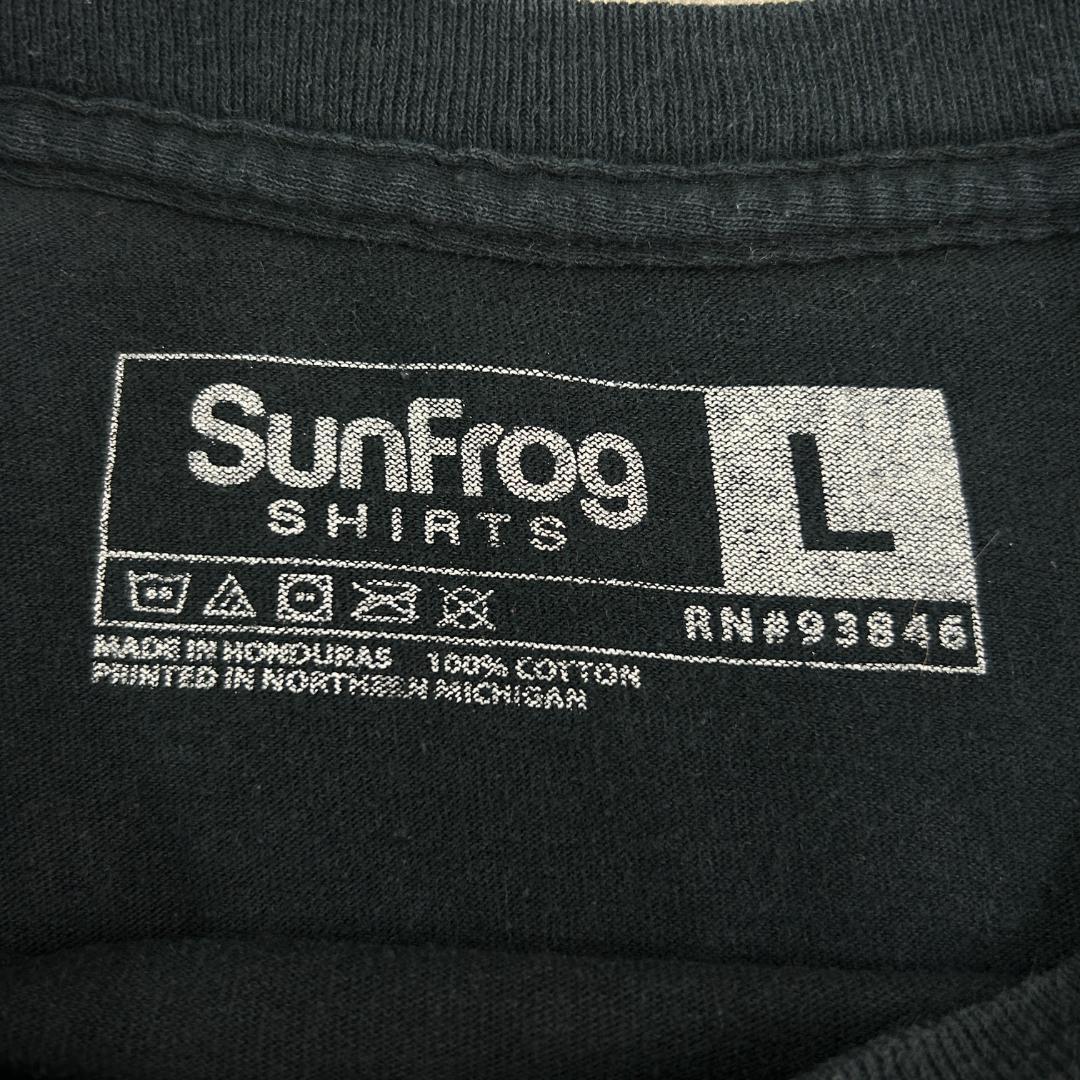 SunFrog
SHIRTS
L
RN#93846
MADE IN HONDURAS 100% COTTON
PRINTED IN NORTHERN MICHIGAN